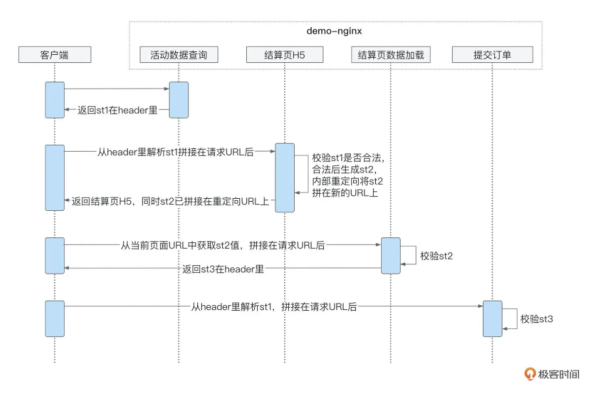 demo-nginx
客户端
活动数据查询
结算页H5
结算页数据加载
提交订单
返回st1在header里
从header里解析st1拼接在请求URL后
校验st1是否合法,
合法后生成st2,
内部重定向将st2
拼在新的URL上
返回结算页H5，同时st2已拼接在重定向URL上
从当前页面URL中获取st2值，拼接在请求URL后
校验st2
返回st3在header里
从header里解析st1，拼接在请求URL后
校验st3
极客时间